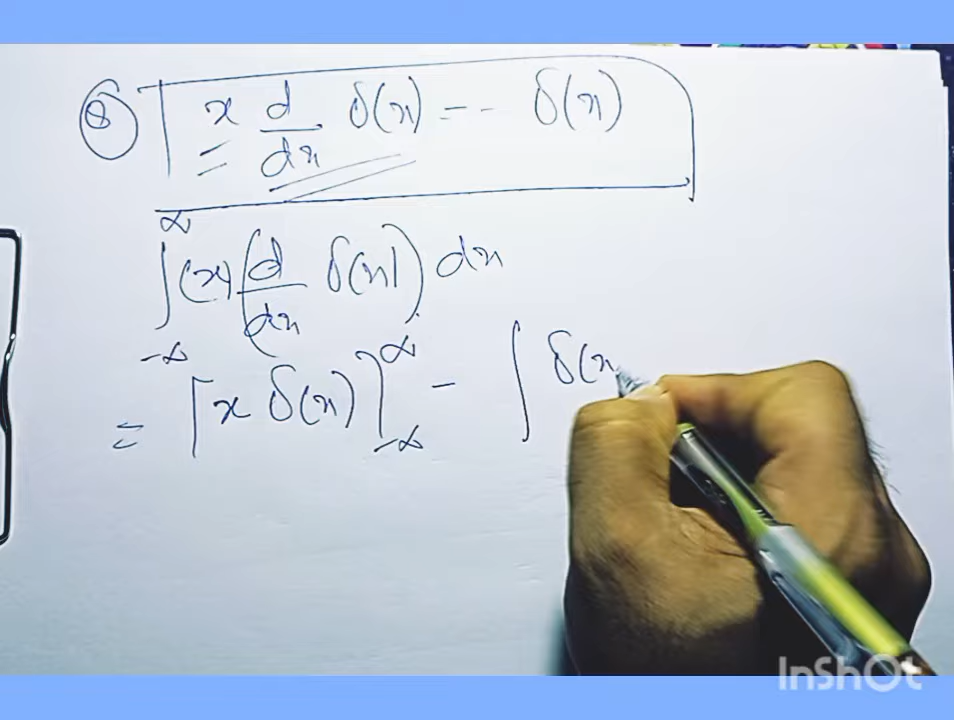 ⑧ x d/dx δ(x) = - δ(x)
∫_{-∞}^{∞} (x) (d/dx δ(x)) dx
= [x δ(x)]_{-∞}^{∞} - ∫ δ(x
InShOt